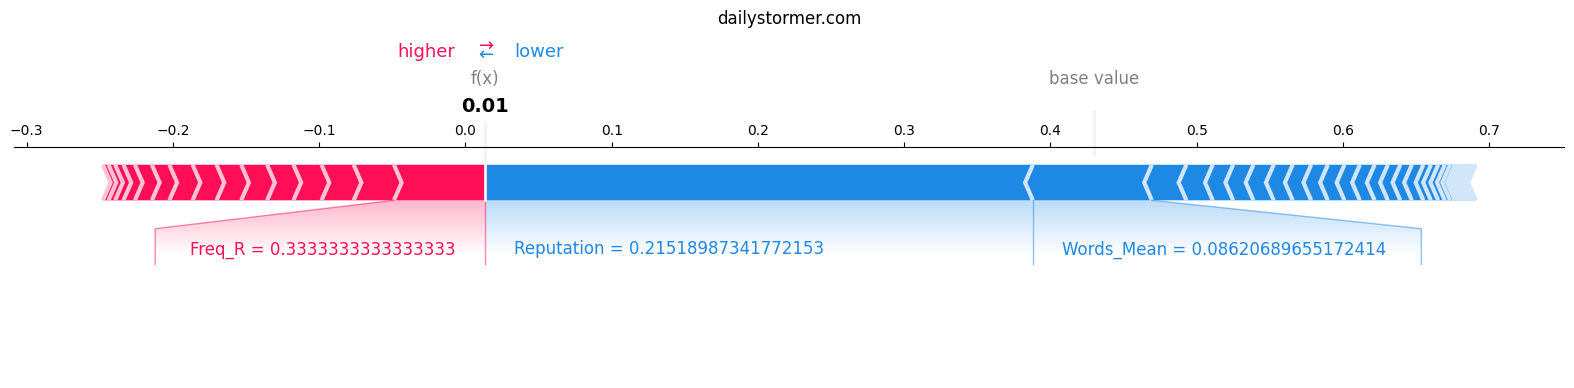 dailystormer.com
higher ⇄ lower
f(x) base value
0.01
−0.3 −0.2 −0.1 0.0 0.1 0.2 0.3 0.4 0.5 0.6 0.7
Freq_R = 0.3333333333333333 Reputation = 0.21518987341772153 Words_Mean = 0.08620689655172414